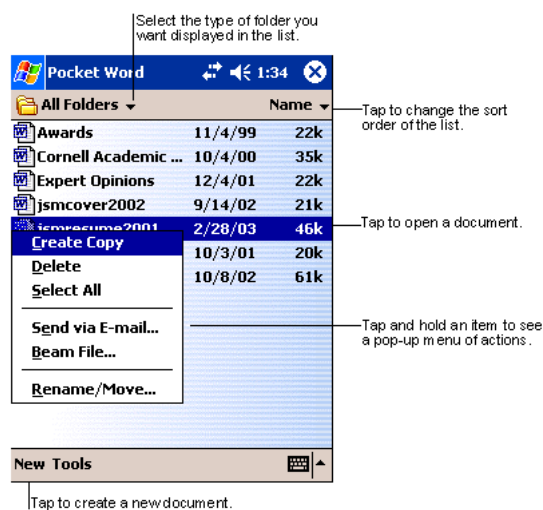 Select the type of folder you
want displayed in the list.
Pocket Word 1:34
All Folders Name
Tap to change the sort
order of the list.
Awards 11/4/99 22k
Cornell Academic ... 10/4/00 35k
Expert Opinions 12/4/01 22k
jsmcover2002 9/14/02 21k
jsmresume2001 2/28/03 46k
Tap to open a document.
Create Copy
10/3/01 20k
Delete
10/8/02 61k
Select All
Send via E-mail...
Tap and hold an item to see
a pop-up menu of actions.
Beam File...
Rename/Move...
New Tools
Tap to create a new document.